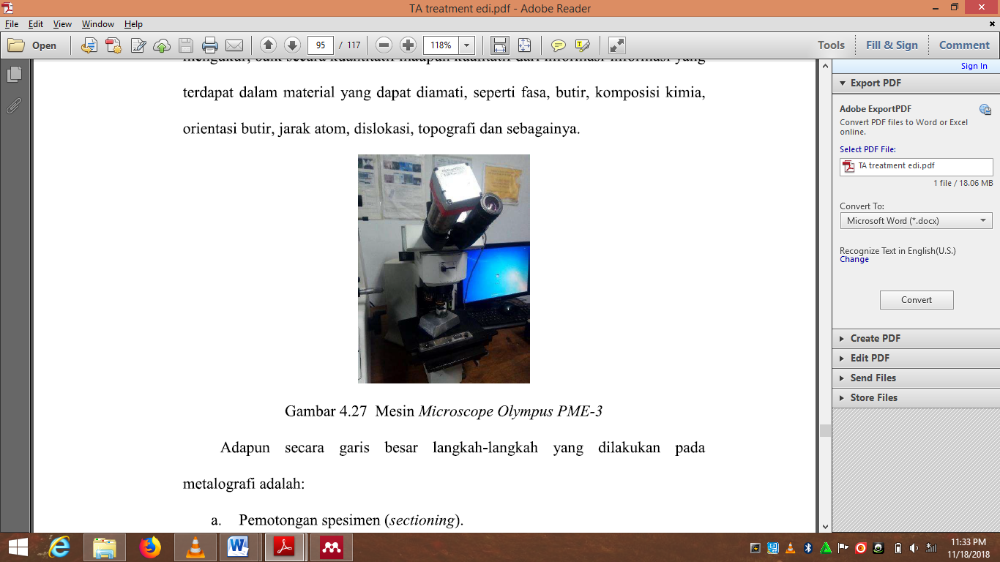 TA treatment edi.pdf - Adobe Reader
File Edit View Window Help
Open
95 / 117
118%
Tools Fill & Sign Comment
Sign In
terdapat dalam material yang dapat diamati, seperti fasa, butir, komposisi kimia,
orientasi butir, jarak atom, dislokasi, topografi dan sebagainya.
Gambar 4.27 Mesin Microscope Olympus PME-3
Adapun secara garis besar langkah-langkah yang dilakukan pada
metalografi adalah:
a. Pemotongan spesimen (sectioning).
Export PDF
Adobe ExportPDF
Convert PDF files to Word or Excel
online.
Select PDF File:
TA treatment edi.pdf
1 file / 18.06 MB
Convert To:
Microsoft Word (*.docx)
Recognize Text in English(U.S.)
Change
Convert
Create PDF
Edit PDF
Send Files
Store Files
11:33 PM
11/18/2018